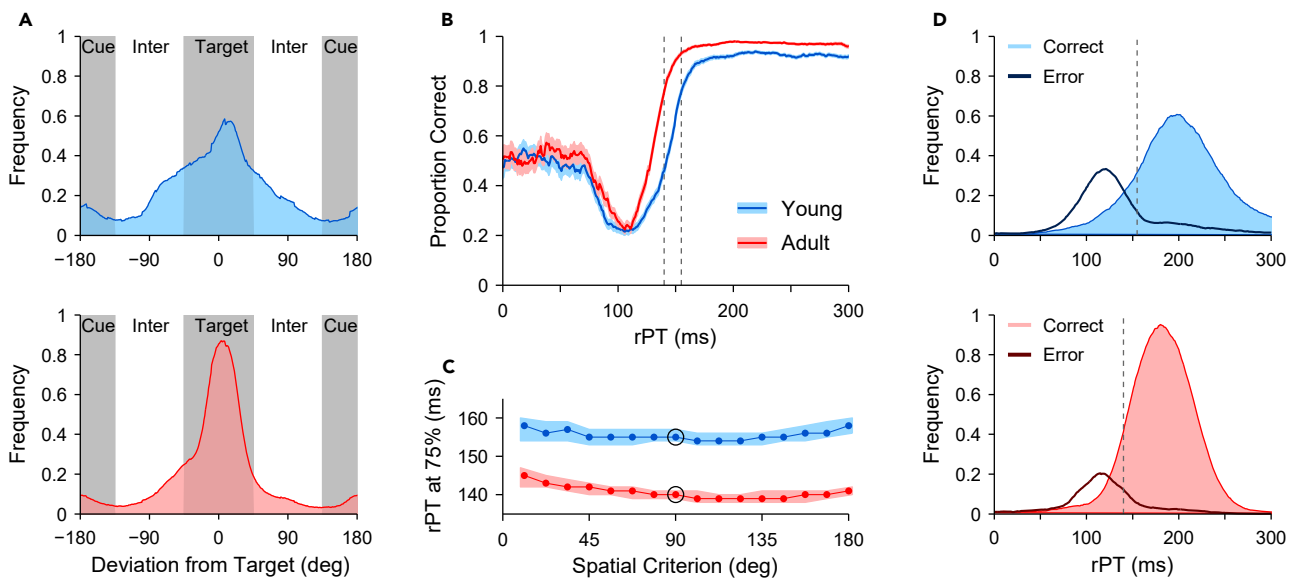 A
1
Cue Inter Target Inter Cue
0.8
0.6
0.4
0.2
0
Frequency
−180 −90 0 90 180
1
Cue Inter Target Inter Cue
0.8
0.6
0.4
0.2
0
Frequency
−180 −90 0 90 180
Deviation from Target (deg)
B
1
0.8
0.6
0.4
0.2
0
Proportion Correct
Young
Adult
0 100 200 300
rPT (ms)
C
160
150
140
rPT at 75% (ms)
0 45 90 135 180
Spatial Criterion (deg)
D
1
0.8
0.6
0.4
0.2
0
Frequency
Correct
Error
0 100 200 300
1
0.8
0.6
0.4
0.2
0
Frequency
Correct
Error
0 100 200 300
rPT (ms)